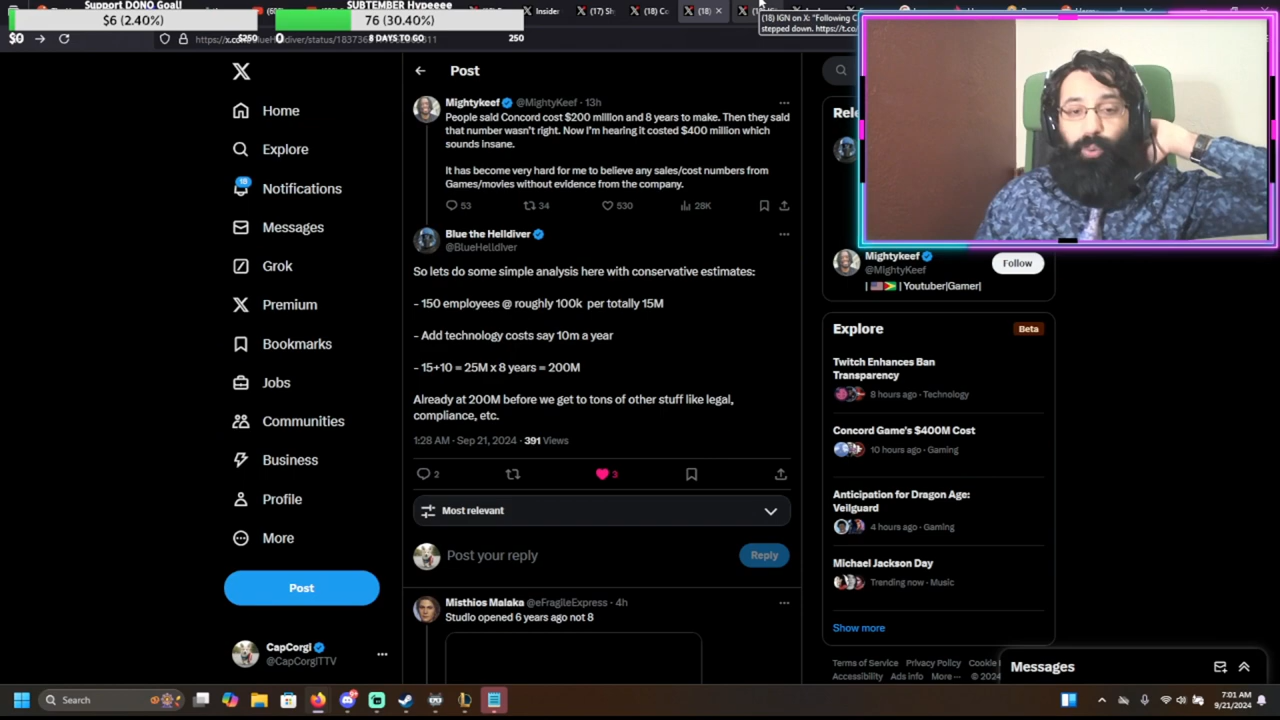 Support DONO Goal!
$6 (2.40%)
$0
$250
SUBTEMBER Hypeeee
76 (30.40%)
0
8 DAYS TO GO
250
Insider
(17) Sh
(18) C
(18)
(18) IGN on X: "Following C
stepped down. https://t.co/
Home
Explore
Notifications
15
Messages
Grok
Premium
Bookmarks
Jobs
Communities
Business
Profile
More
Post
CapCorgi
@CapCorgiTTV
Post
Mightykeef @MightyKeef · 13h
People said Concord cost $200 million and 8 years to make. Then they said
that number wasn't right. Now I'm hearing it costed $400 million which
sounds insane.
It has become very hard for me to believe any sales/cost numbers from
Games/movies without evidence from the company.
53 34 530 28K
Blue the Helldiver
@BlueHelldiver
So lets do some simple analysis here with conservative estimates:
- 150 employees @ roughly 100k per totally 15M
- Add technology costs say 10m a year
- 15+10 = 25M x 8 years = 200M
Already at 200M before we get to tons of other stuff like legal,
compliance, etc.
1:28 AM · Sep 21, 2024 · 391 Views
2 3
Most relevant
Post your reply
Reply
Misthios Malaka @eFragileExpress · 4h
Studio opened 6 years ago not 8
Rele
Mightykeef
@MightyKeef
Follow
| Youtuber|Gamer|
Explore
Beta
Twitch Enhances Ban
Transparency
8 hours ago · Technology
Concord Game's $400M Cost
10 hours ago · Gaming
Anticipation for Dragon Age:
Veilguard
4 hours ago · Gaming
Michael Jackson Day
Trending now · Music
Show more
Terms of Service Privacy Policy Cookie
Accessibility Ads info More ··· © 2024
Messages
Search
7:01 AM
9/21/2024